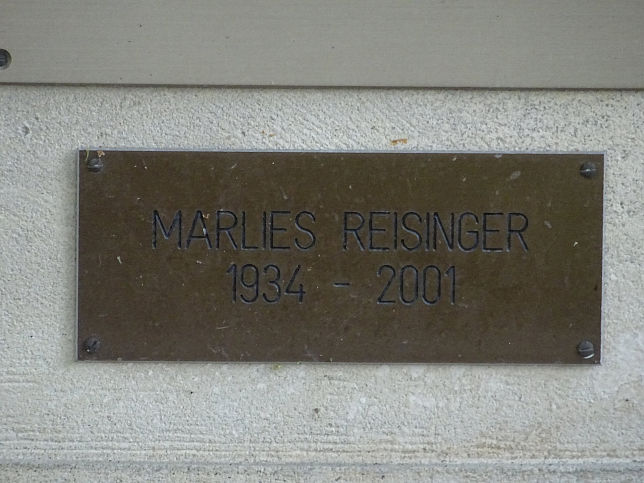 MARLIES REISINGER
1934 - 2001